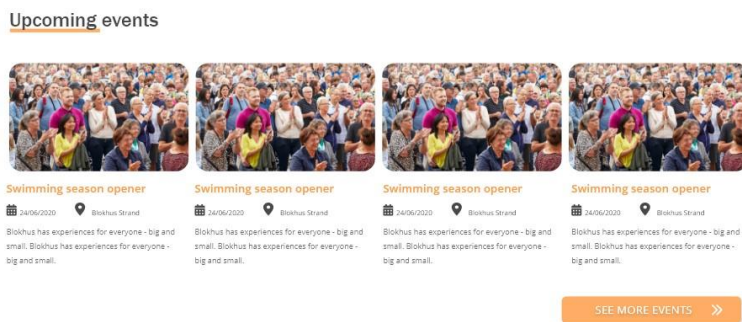 Upcoming events
Swimming season opener
24/06/2020 Blokhus Strand
Blokhus has experiences for everyone - big and
small. Blokhus has experiences for everyone -
big and small.
Swimming season opener
24/06/2020 Blokhus Strand
Blokhus has experiences for everyone - big and
small. Blokhus has experiences for everyone -
big and small.
Swimming season opener
24/06/2020 Blokhus Strand
Blokhus has experiences for everyone - big and
small. Blokhus has experiences for everyone -
big and small.
Swimming season opener
24/06/2020 Blokhus Strand
Blokhus has experiences for everyone - big and
small. Blokhus has experiences for everyone -
big and small.
SEE MORE EVENTS